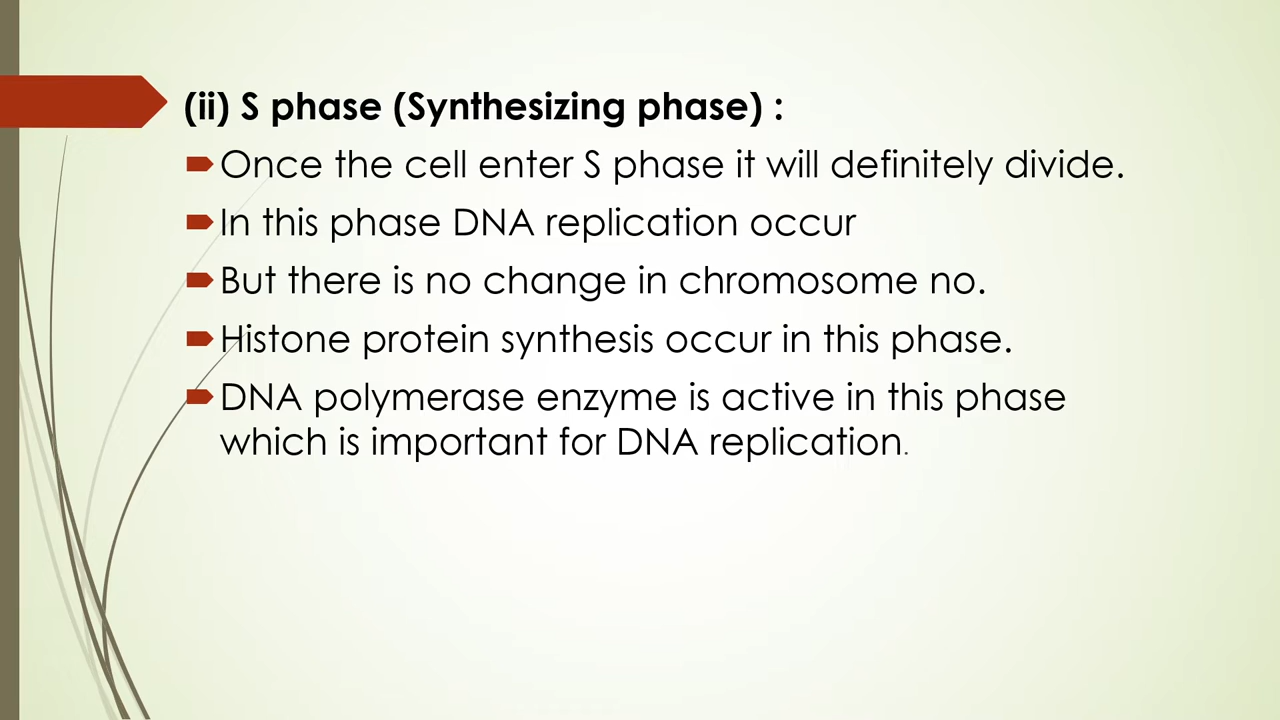 (ii) S phase (Synthesizing phase) :
Once the cell enter S phase it will definitely divide.
In this phase DNA replication occur
But there is no change in chromosome no.
Histone protein synthesis occur in this phase.
DNA polymerase enzyme is active in this phase
which is important for DNA replication.